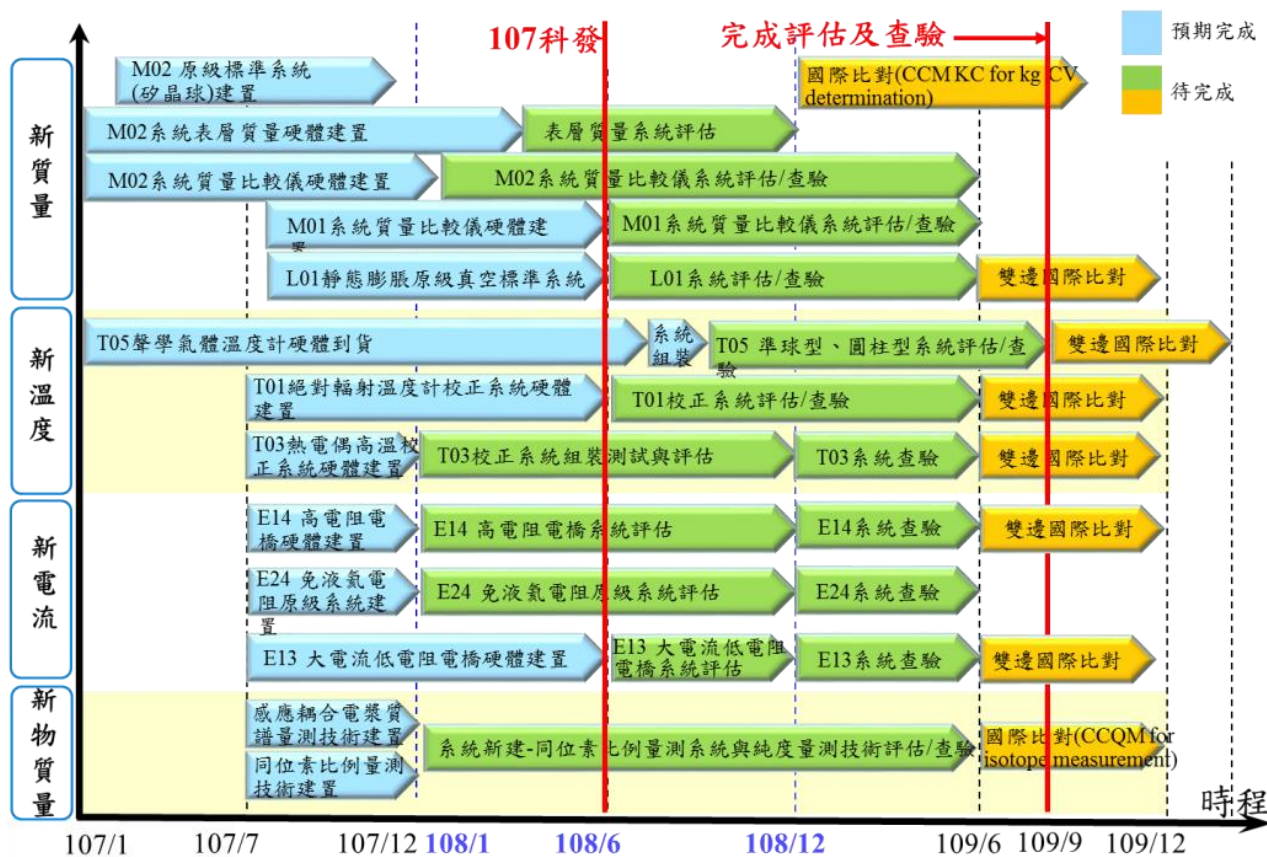 107科發
完成評估及查驗
預期完成
待完成
新質量
M02 原級標準系統
(矽晶球)建置
國際比對(CCM KC for kg ICV
determination)
M02系統表層質量硬體建置
表層質量系統評估
M02系統質量比較儀硬體建置
M02系統質量比較儀系統評估/查驗
M01系統質量比較儀硬體建
置
M01系統質量比較儀系統評估/查驗
L01靜態膨脹原級真空標準系統
L01系統評估/查驗
雙邊國際比對
新溫度
T05聲學氣體溫度計硬體到貨
系統
組裝
T05 準球型、圓柱型系統評估/查
驗
雙邊國際比對
T01絕對輻射溫度計校正系統硬體
建置
T01校正系統評估/查驗
雙邊國際比對
T03熱電偶高溫校
正系統硬體建置
T03校正系統組裝測試與評估
T03系統查驗
雙邊國際比對
新電流
E14 高電阻電
橋硬體建置
E14 高電阻電橋系統評估
E14系統查驗
雙邊國際比對
E24 免液氦電
阻原級系統建
置
E24 免液氦電阻原級系統評估
E24系統查驗
E13 大電流低電阻電橋硬體建置
E13 大電流低電阻
電橋系統評估
E13系統查驗
雙邊國際比對
新物質量
感應耦合電漿質
譜量測技術建置
同位素比例量測
技術建置
系統新建-同位素比例量測系統與純度量測技術評估/查驗
國際比對(CCQM for
isotope measurement)
時程
107/1
107/7
107/12
108/1
108/6
108/12
109/6
109/9
109/12